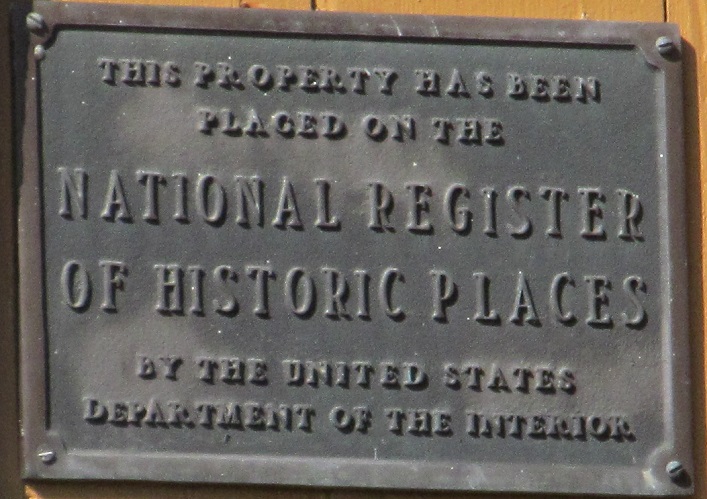 THIS PROPERTY HAS BEEN
PLACED ON THE
NATIONAL REGISTER
OF HISTORIC PLACES
BY THE UNITED STATES
DEPARTMENT OF THE INTERIOR